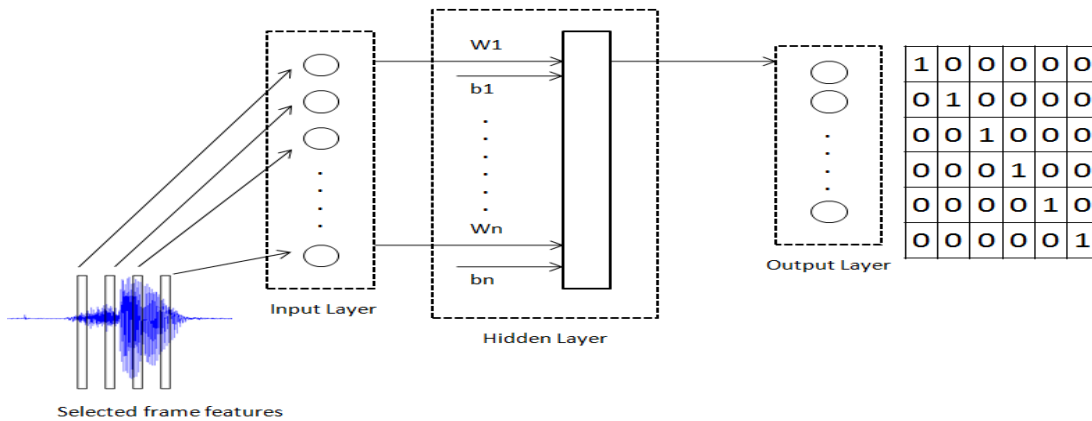 W1
b1
Wn
bn
Input Layer
Hidden Layer
Output Layer
Selected frame features
1 0 0 0 0 0
0 1 0 0 0 0
0 0 1 0 0 0
0 0 0 1 0 0
0 0 0 0 1 0
0 0 0 0 0 1